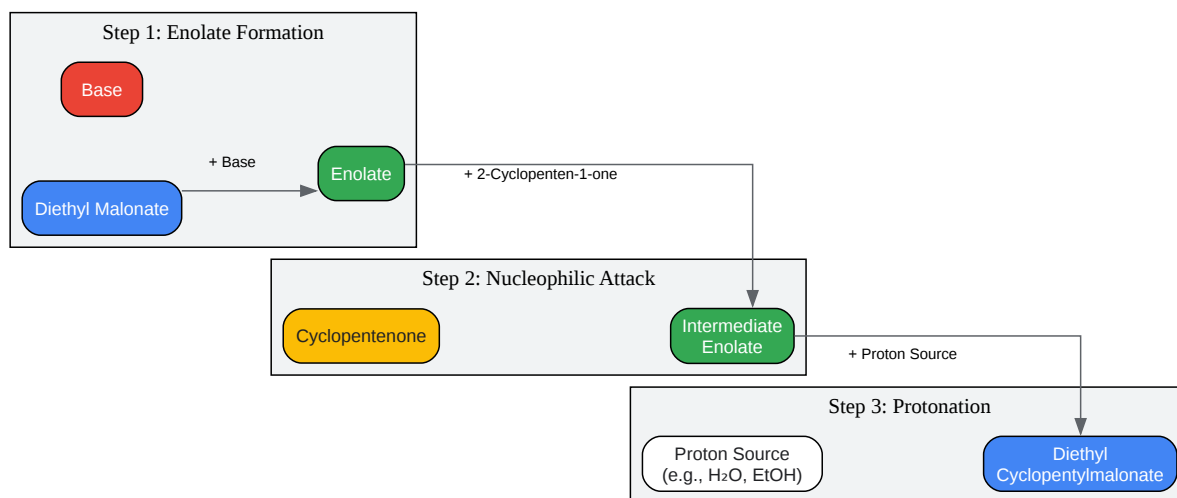 Step 1: Enolate Formation
Base
+ Base
Diethyl Malonate
Enolate
+ 2-Cyclopenten-1-one
Step 2: Nucleophilic Attack
Cyclopentenone
Intermediate
Enolate
+ Proton Source
Step 3: Protonation
Proton Source
(e.g., H₂O, EtOH)
Diethyl
Cyclopentylmalonate